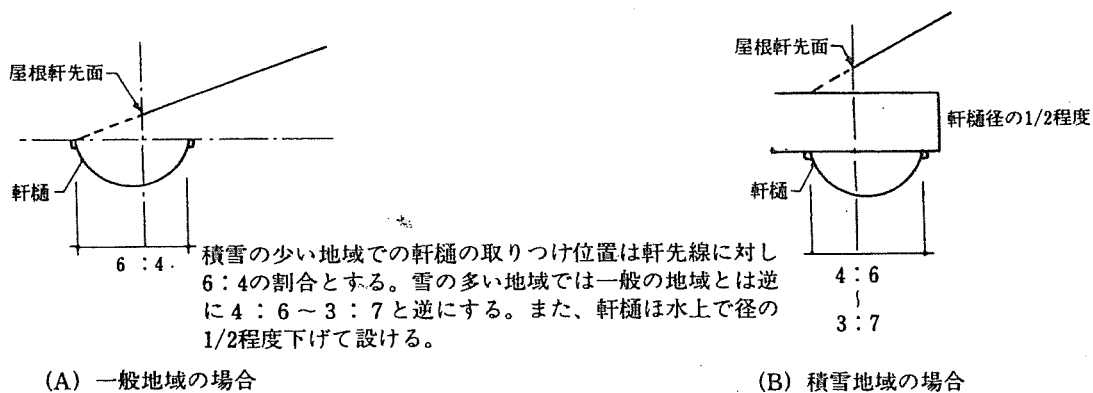 屋根軒先面
軒樋
6 : 4
積雪の少い地域での軒樋の取りつけ位置は軒先線に対し
6:4の割合とする。雪の多い地域では一般の地域とは逆
に4:6〜3:7と逆にする。また、軒樋ほ水上で径の
1/2程度下げて設ける。
(A) 一般地域の場合
屋根軒先面
軒樋径の1/2程度
軒樋
4:6
〜
3:7
(B) 積雪地域の場合